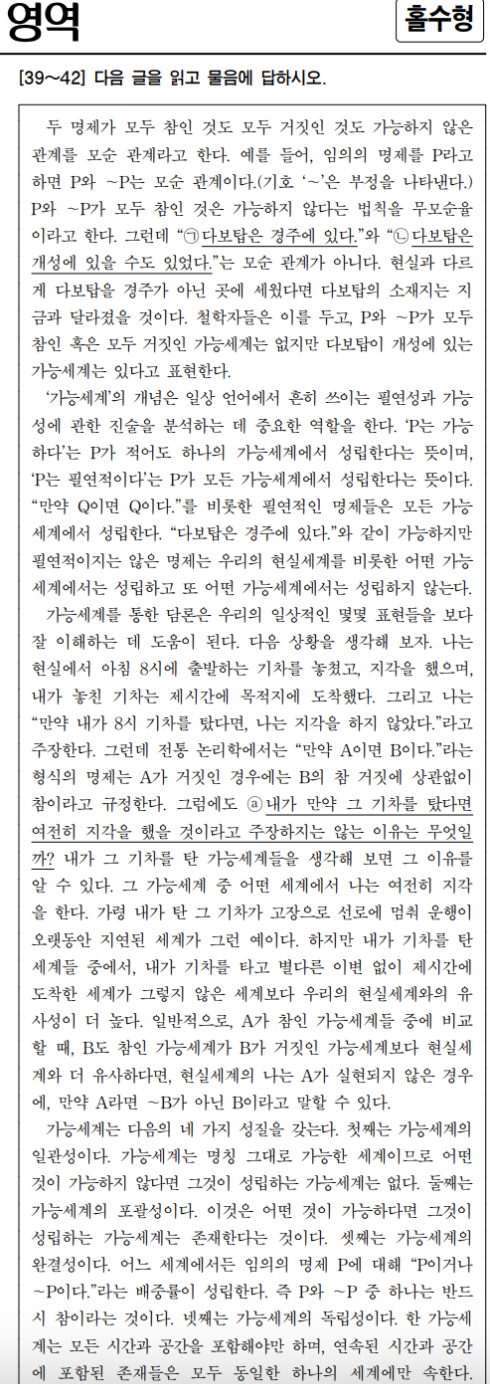 영역
홀수형
[39~42] 다음 글을 읽고 물음에 답하시오.
두 명제가 모두 참인 것도 모두 거짓인 것도 가능하지 않은
관계를 모순 관계라고 한다. 예를 들어, 임의의 명제를 P라고
하면 P와 ~P는 모순 관계이다.(기호 ‘~’은 부정을 나타낸다.)
P와 ~P가 모두 참인 것은 가능하지 않다는 법칙을 무모순율
이라고 한다. 그런데 “㉠다보탑은 경주에 있다.”와 “㉡다보탑은
개성에 있을 수도 있었다.”는 모순 관계가 아니다. 현실과 다르
게 다보탑을 경주가 아닌 곳에 세웠다면 다보탑의 소재지는 지
금과 달라졌을 것이다. 철학자들은 이를 두고, P와 ~P가 모두
참인 혹은 모두 거짓인 가능세계는 없지만 다보탑이 개성에 있는
가능세계는 있다고 표현한다.
‘가능세계’의 개념은 일상 언어에서 흔히 쓰이는 필연성과 가능
성에 관한 진술을 분석하는 데 중요한 역할을 한다. ‘P는 가능
하다’는 P가 적어도 하나의 가능세계에서 성립한다는 뜻이며,
‘P는 필연적이다’는 P가 모든 가능세계에서 성립한다는 뜻이다.
“만약 Q이면 Q이다.”를 비롯한 필연적인 명제들은 모든 가능
세계에서 성립한다. “다보탑은 경주에 있다.”와 같이 가능하지만
필연적이지는 않은 명제는 우리의 현실세계를 비롯한 어떤 가능
세계에서는 성립하고 또 어떤 가능세계에서는 성립하지 않는다.
가능세계를 통한 담론은 우리의 일상적인 몇몇 표현들을 보다
잘 이해하는 데 도움이 된다. 다음 상황을 생각해 보자. 나는
현실에서 아침 8시에 출발하는 기차를 놓쳤고, 지각을 했으며,
내가 놓친 기차는 제시간에 목적지에 도착했다. 그리고 나는
“만약 내가 8시 기차를 탔다면, 나는 지각을 하지 않았다.”라고
주장한다. 그런데 전통 논리학에서는 “만약 A이면 B이다.”라는
형식의 명제는 A가 거짓인 경우에는 B의 참 거짓에 상관없이
참이라고 규정한다. 그럼에도 ⓐ내가 만약 그 기차를 탔다면
여전히 지각을 했을 것이라고 주장하지는 않는 이유는 무엇일
까? 내가 그 기차를 탄 가능세계들을 생각해 보면 그 이유를
알 수 있다. 그 가능세계 중 어떤 세계에서 나는 여전히 지각
을 한다. 가령 내가 탄 그 기차가 고장으로 선로에 멈춰 운행이
오랫동안 지연된 세계가 그런 예이다. 하지만 내가 기차를 탄
세계들 중에서, 내가 기차를 타고 별다른 이변 없이 제시간에
도착한 세계가 그렇지 않은 세계보다 우리의 현실세계와의 유
사성이 더 높다. 일반적으로, A가 참인 가능세계들 중에 비교
할 때, B도 참인 가능세계가 B가 거짓인 가능세계보다 현실세
계와 더 유사하다면, 현실세계의 나는 A가 실현되지 않은 경우
에, 만약 A라면 ~B가 아닌 B이라고 말할 수 있다.
가능세계는 다음의 네 가지 성질을 갖는다. 첫째는 가능세계의
일관성이다. 가능세계는 명칭 그대로 가능한 세계이므로 어떤
것이 가능하지 않다면 그것이 성립하는 가능세계는 없다. 둘째는
가능세계의 포괄성이다. 이것은 어떤 것이 가능하다면 그것이
성립하는 가능세계는 존재한다는 것이다. 셋째는 가능세계의
완결성이다. 어느 세계에서든 임의의 명제 P에 대해 “P이거나
~P이다.”라는 배중률이 성립한다. 즉 P와 ~P 중 하나는 반드
시 참이라는 것이다. 넷째는 가능세계의 독립성이다. 한 가능세
계는 모든 시간과 공간을 포함해야만 하며, 연속된 시간과 공간
에 포함된 존재들은 모두 동일한 하나의 세계에만 속한다.